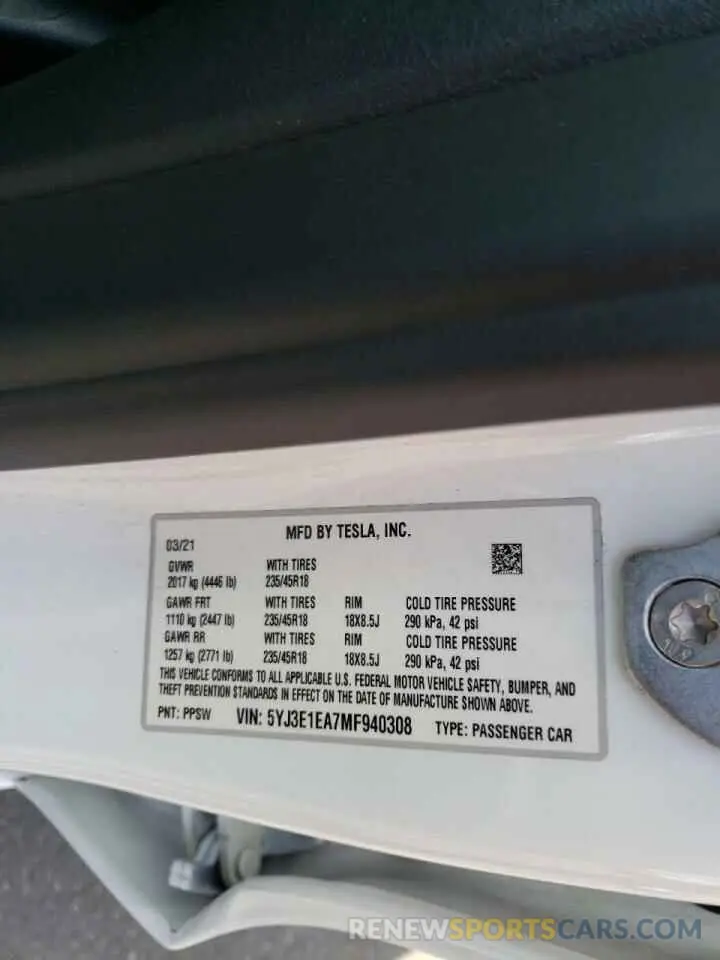 MFD BY TESLA, INC.
03/21
GVWR WITH TIRES
2017 kg (4446 lb) 235/45R18
GAWR FRT WITH TIRES RIM COLD TIRE PRESSURE
1110 kg (2447 lb) 235/45R18 18X8.5J 290 kPa, 42 psi
GAWR RR WITH TIRES RIM COLD TIRE PRESSURE
1257 kg (2771 lb) 235/45R18 18X8.5J 290 kPa, 42 psi
THIS VEHICLE CONFORMS TO ALL APPLICABLE U.S. FEDERAL MOTOR VEHICLE SAFETY, BUMPER, AND
THEFT PREVENTION STANDARDS IN EFFECT ON THE DATE OF MANUFACTURE SHOWN ABOVE.
PNT: PPSW VIN: 5YJ3E1EA7MF940308 TYPE: PASSENGER CAR
RENEWSPORTSCARS.COM